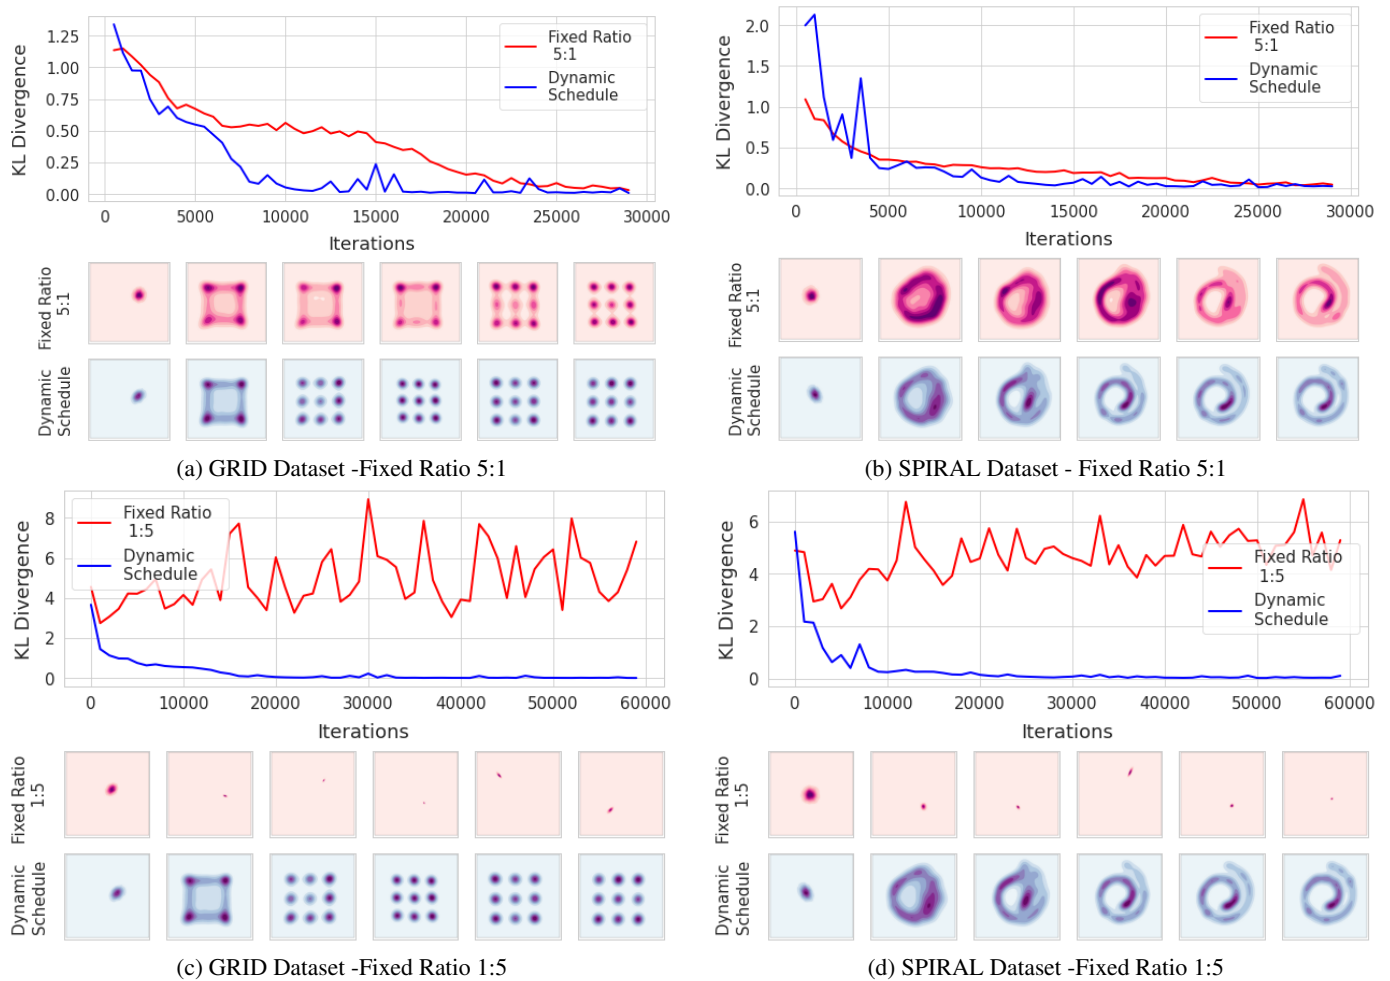 KL Divergence
1.25
1.00
0.75
0.50
0.25
0.00
Fixed Ratio
5:1
Dynamic
Schedule
0
5000
10000
15000
20000
25000
30000
Iterations
Fixed Ratio
5:1
Dynamic
Schedule
(a) GRID Dataset -Fixed Ratio 5:1
KL Divergence
2.0
1.5
1.0
0.5
0.0
Fixed Ratio
5:1
Dynamic
Schedule
0
5000
10000
15000
20000
25000
30000
Iterations
Fixed Ratio
5:1
Dynamic
Schedule
(b) SPIRAL Dataset - Fixed Ratio 5:1
KL Divergence
8
6
4
2
0
Fixed Ratio
1:5
Dynamic
Schedule
0
10000
20000
30000
40000
50000
60000
Iterations
Fixed Ratio
1:5
Dynamic
Schedule
(c) GRID Dataset -Fixed Ratio 1:5
KL Divergence
6
4
2
0
Fixed Ratio
1:5
Dynamic
Schedule
0
10000
20000
30000
40000
50000
60000
Iterations
Fixed Ratio
1:5
Dynamic
Schedule
(d) SPIRAL Dataset -Fixed Ratio 1:5